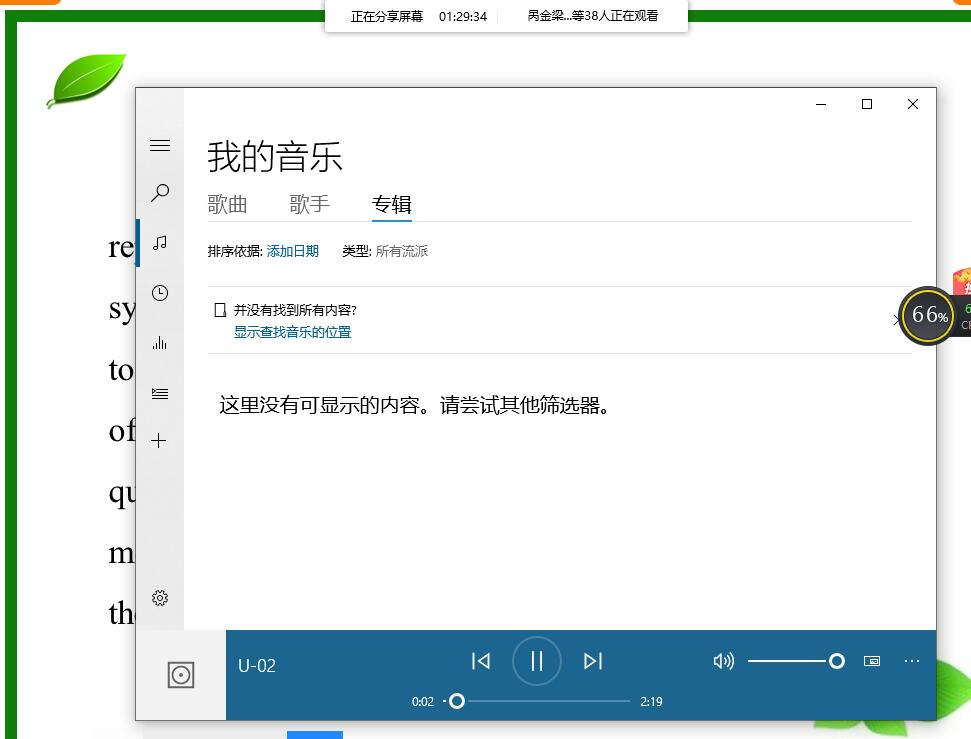 正在分享屏幕 01:29:34 吳金梁...等38人正在观看
我的音乐
歌曲 歌手 专辑
排序依据: 添加日期 类型: 所有流派
并没有找到所有内容?
显示查找音乐的位置
66%
这里没有可显示的内容。请尝试其他筛选器。
re
sy
to
of
qu
m
the
U-02
0:02 2:19